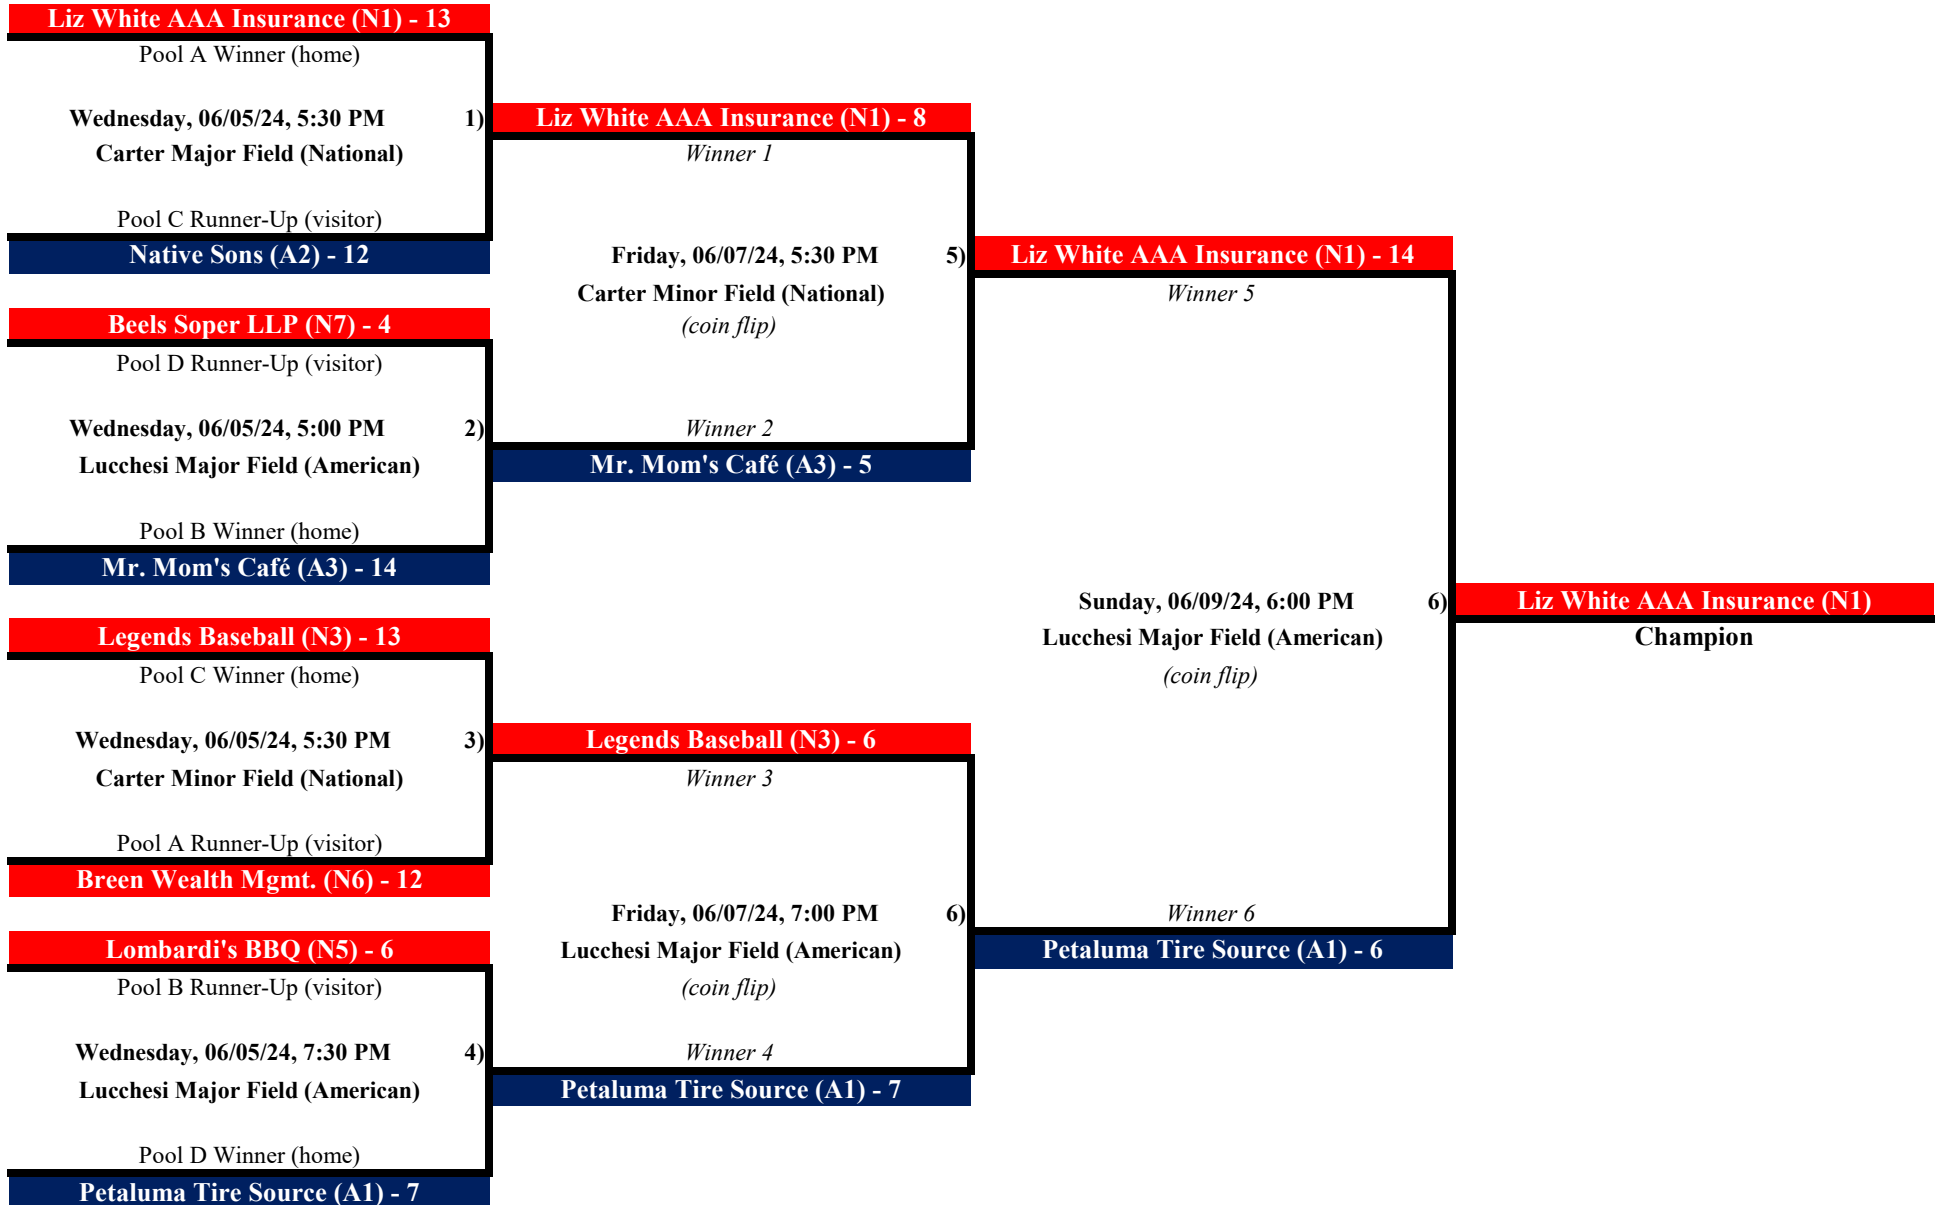 Liz White AAA Insurance (N1) - 13
Pool A Winner (home)
Wednesday, 06/05/24, 5:30 PM 1)
Carter Major Field (National)
Pool C Runner-Up (visitor)
Native Sons (A2) - 12
Beels Soper LLP (N7) - 4
Pool D Runner-Up (visitor)
Wednesday, 06/05/24, 5:00 PM 2)
Lucchesi Major Field (American)
Pool B Winner (home)
Mr. Mom's Café (A3) - 14
Legends Baseball (N3) - 13
Pool C Winner (home)
Wednesday, 06/05/24, 5:30 PM 3)
Carter Minor Field (National)
Pool A Runner-Up (visitor)
Breen Wealth Mgmt. (N6) - 12
Lombardi's BBQ (N5) - 6
Pool B Runner-Up (visitor)
Wednesday, 06/05/24, 7:30 PM 4)
Lucchesi Major Field (American)
Pool D Winner (home)
Petaluma Tire Source (A1) - 7
Liz White AAA Insurance (N1) - 8
Winner 1
Friday, 06/07/24, 5:30 PM 5)
Carter Minor Field (National)
(coin flip)
Winner 2
Mr. Mom's Café (A3) - 5
Legends Baseball (N3) - 6
Winner 3
Friday, 06/07/24, 7:00 PM 6)
Lucchesi Major Field (American)
(coin flip)
Winner 4
Petaluma Tire Source (A1) - 7
Liz White AAA Insurance (N1) - 14
Winner 5
Sunday, 06/09/24, 6:00 PM 6)
Lucchesi Major Field (American)
(coin flip)
Winner 6
Petaluma Tire Source (A1) - 6
Liz White AAA Insurance (N1)
Champion